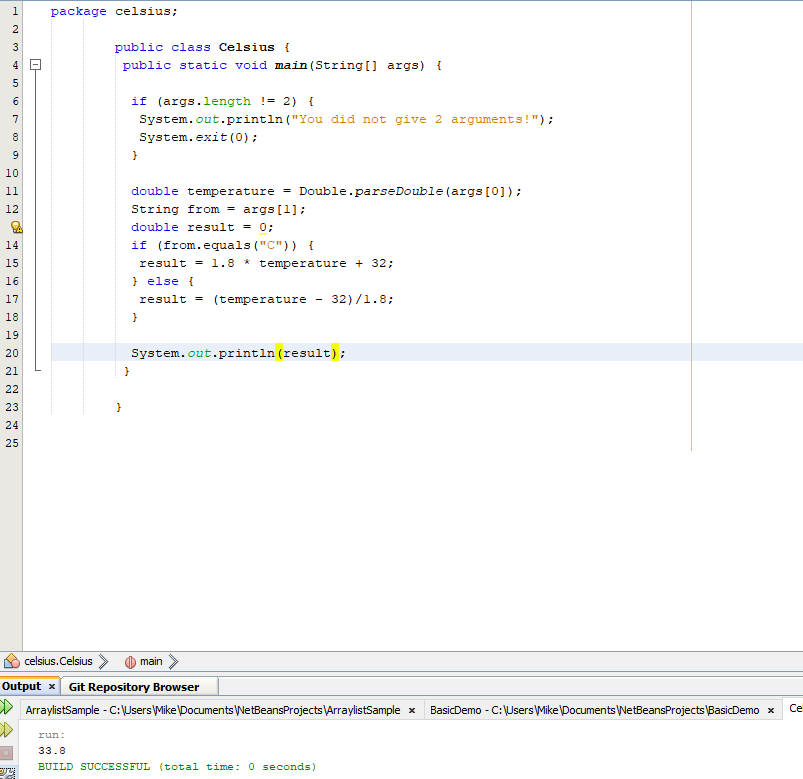 1 package celsius;
2
3 public class Celsius {
4 public static void main(String[] args) {
5
6 if (args.length != 2) {
7 System.out.println("You did not give 2 arguments!");
8 System.exit(0);
9 }
10
11 double temperature = Double.parseDouble(args[0]);
12 String from = args[1];
double result = 0;
14 if (from.equals("C")) {
15 result = 1.8 * temperature + 32;
16 } else {
17 result = (temperature - 32)/1.8;
18 }
19
20 System.out.println(result);
21 }
22
23 }
24
25
celsius.Celsius main
Output × Git Repository Browser
ArraylistSample - C:\Users\Mike\Documents\NetBeansProjects\ArraylistSample × BasicDemo - C:\Users\Mike\Documents\NetBeansProjects\BasicDemo ×
run:
33.8
BUILD SUCCESSFUL (total time: 0 seconds)